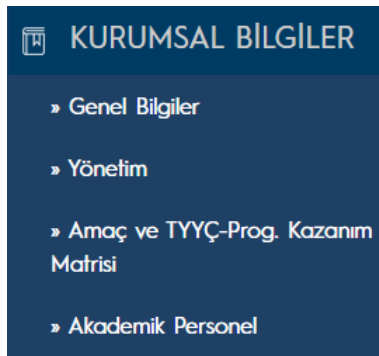 KURUMSAL BİLGİLER
» Genel Bilgiler
» Yönetim
» Amaç ve TYYÇ-Prog. Kazanım
Matrisi
» Akademik Personel